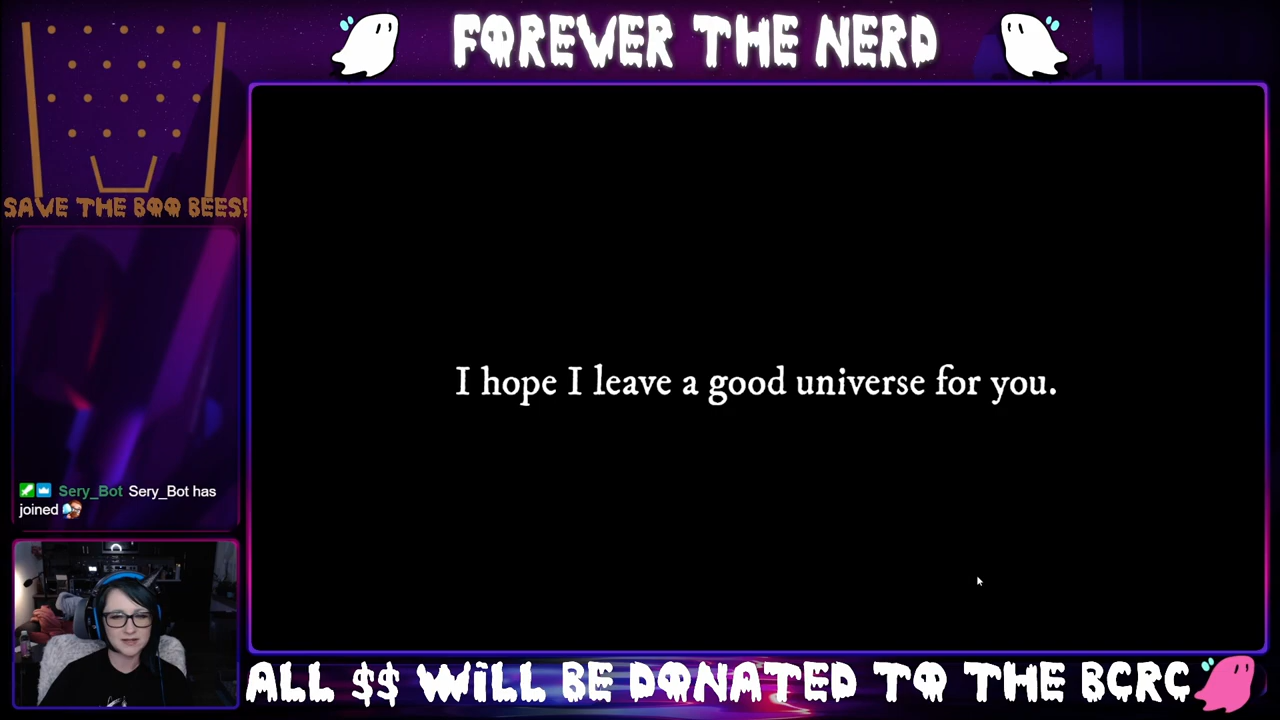 FOREVER THE NERD
SAVE THE BOO BEES!
I hope I leave a good universe for you.
Sery_Bot Sery_Bot has
joined
ALL $$ WILL BE DONATED TO THE BCRC